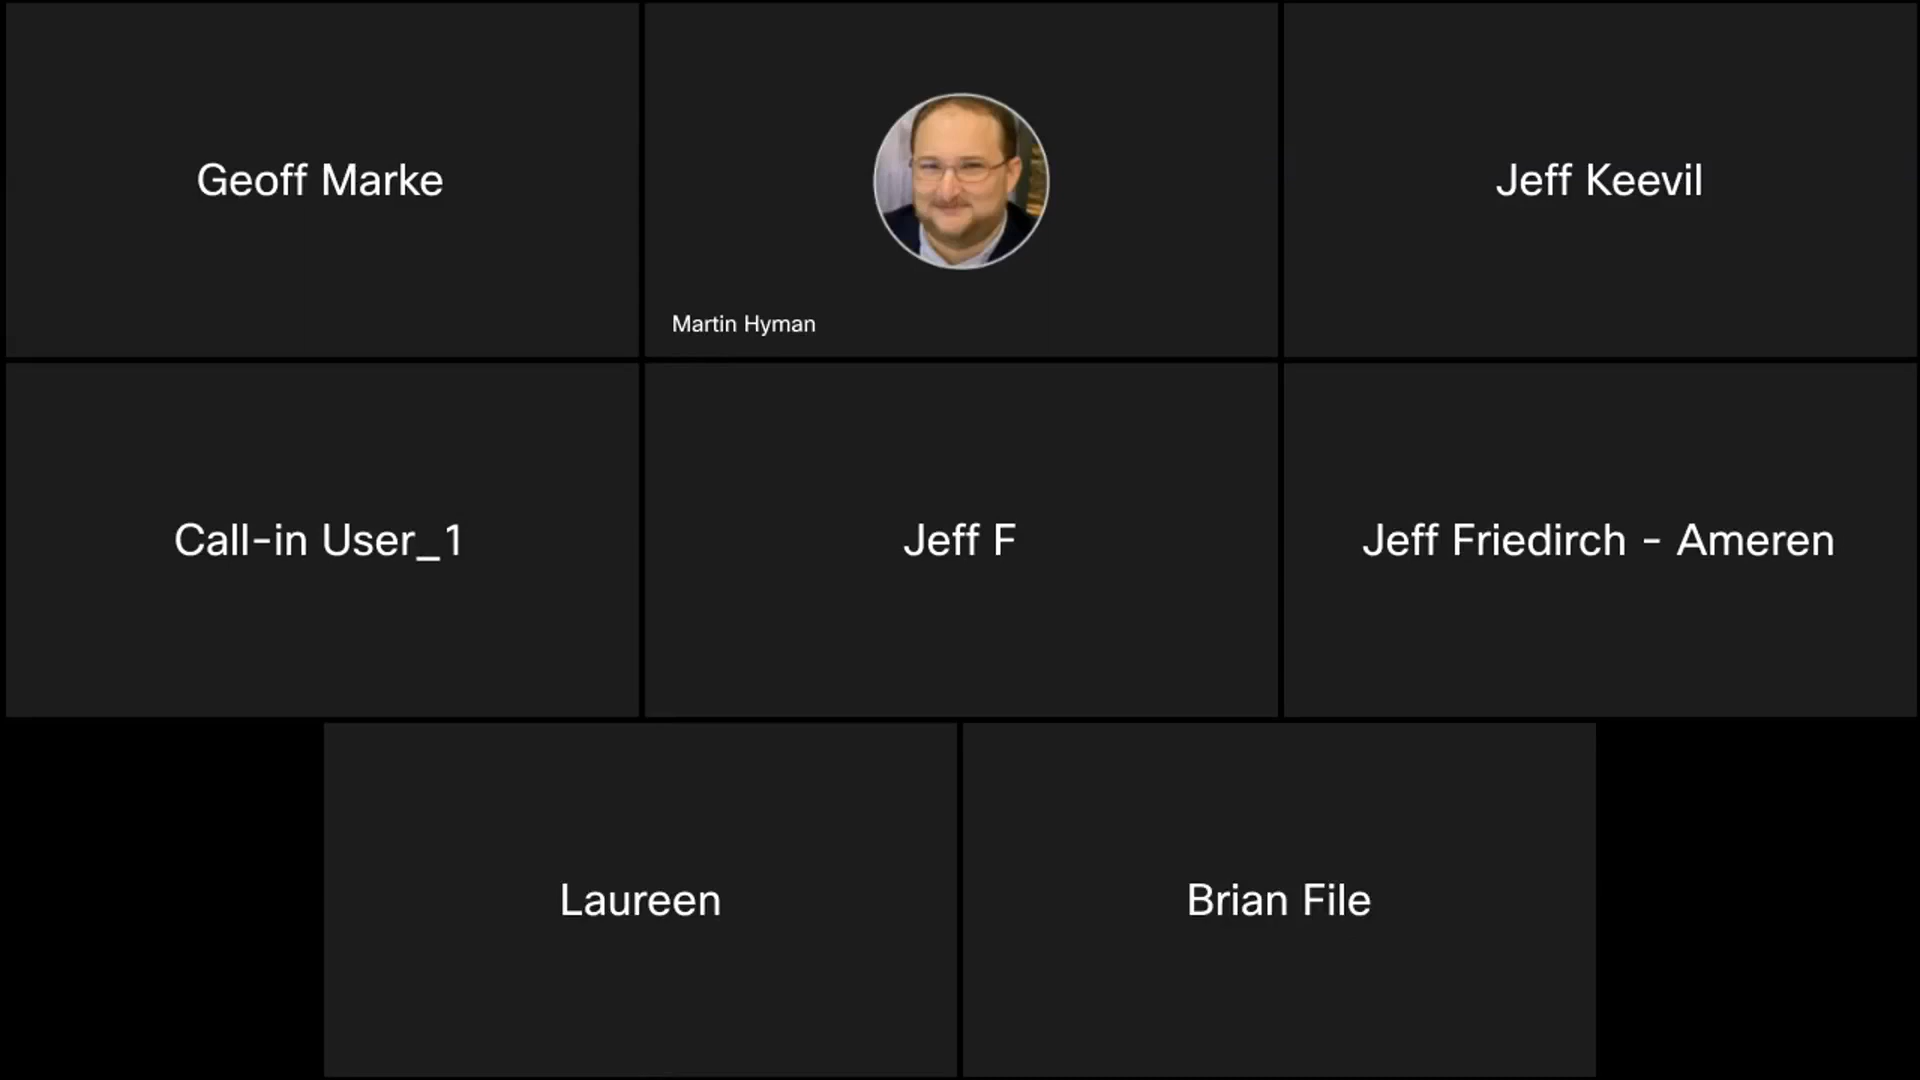 Geoff Marke
Martin Hyman
Jeff Keevil
Call-in User_1
Jeff F
Jeff Friedirch - Ameren
Laureen
Brian File